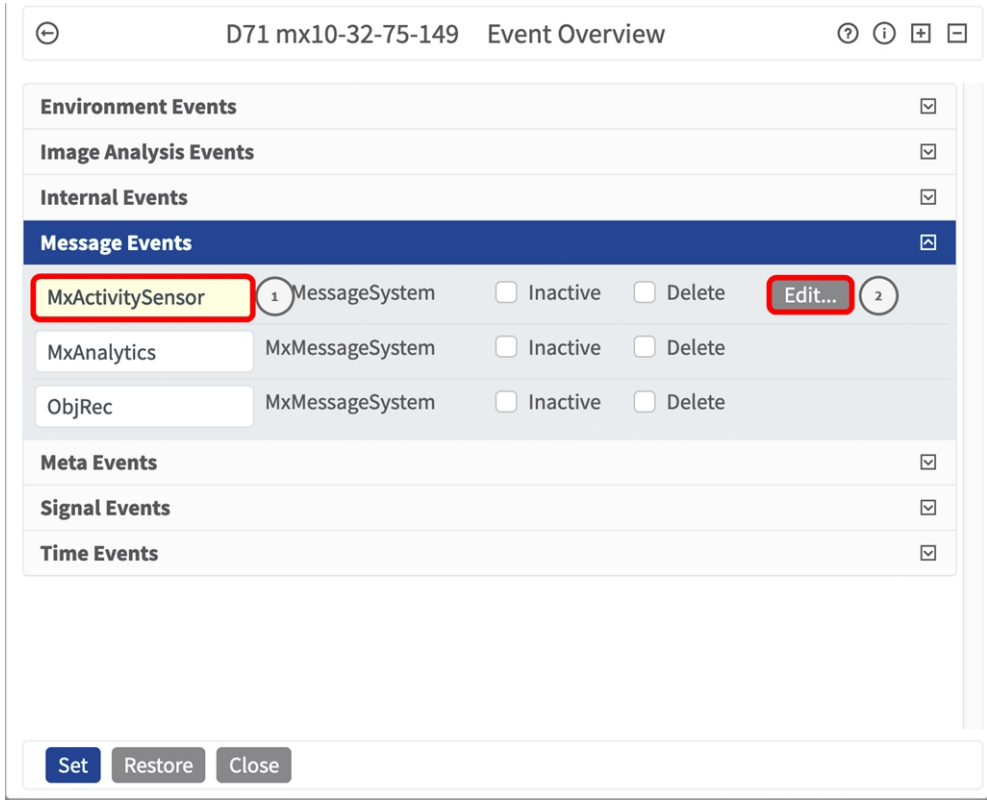 D71 mx10-32-75-149 Event Overview
Environment Events
Image Analysis Events
Internal Events
Message Events
MxActivitySensor 1 MessageSystem Inactive Delete Edit... 2
MxAnalytics MxMessageSystem Inactive Delete
ObjRec MxMessageSystem Inactive Delete
Meta Events
Signal Events
Time Events
Set Restore Close